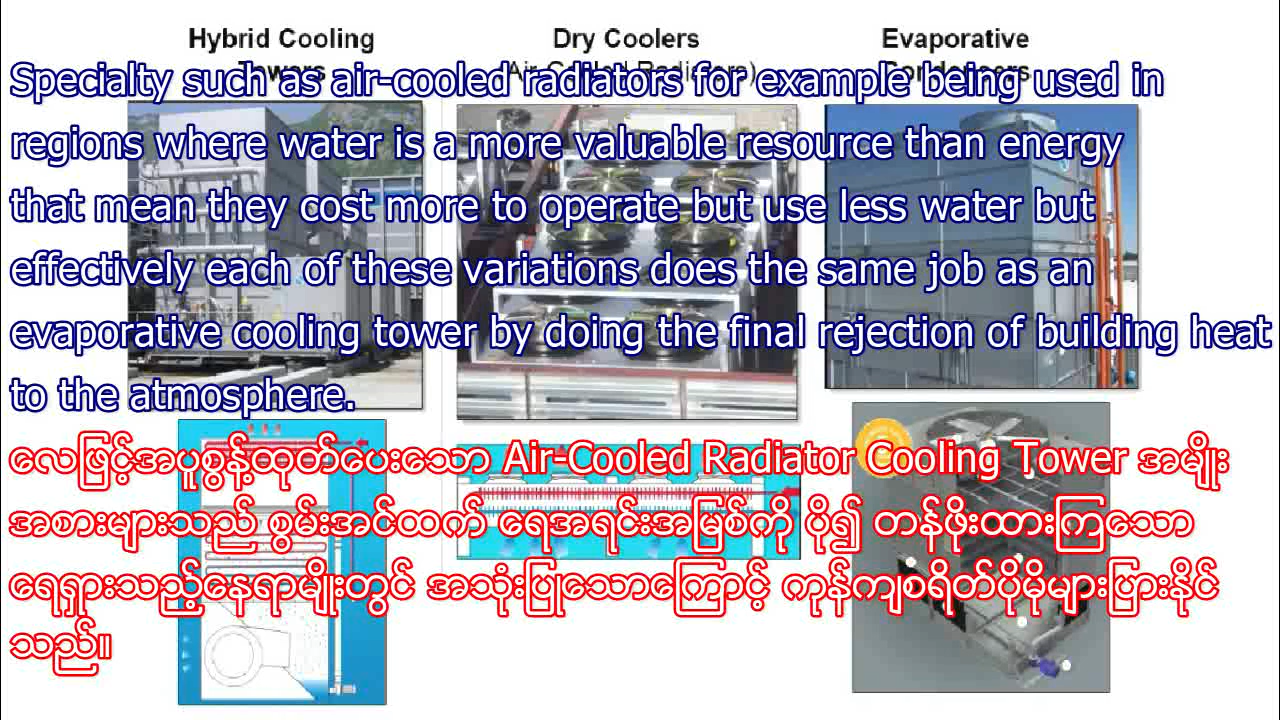 Hybrid Cooling
Towers
Dry Coolers
(Air-Cooled Radiators)
Evaporative
Condensers
Specialty such as air-cooled radiators for example being used in
regions where water is a more valuable resource than energy
that mean they cost more to operate but use less water but
effectively each of these variations does the same job as an
evaporative cooling tower by doing the final rejection of building heat
to the atmosphere.
လေဖြင့်အပူစွန့်ထုတ်ပေးသော Air-Cooled Radiator Cooling Tower အမျိုး
အစားများသည် စွမ်းအင်ထက် ရေအရင်းအမြစ်ကို ပို၍ တန်ဖိုးထားကြသော
ရေရှားသည့်နေရာမျိုးတွင် အသုံးပြုသောကြောင့် ကုန်ကျစရိတ်ပိုမိုများပြားနိုင်
သည်။